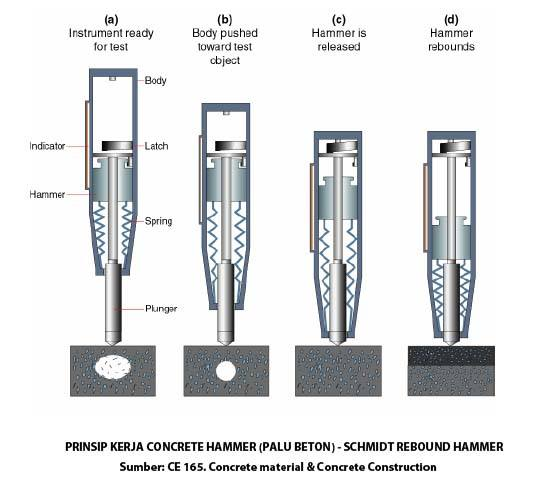 (a)
Instrument ready
for test
(b)
Body pushed
toward test
object
(c)
Hammer is
released
(d)
Hammer
rebounds
Body
Indicator
Latch
Hammer
Spring
Plunger
PRINSIP KERJA CONCRETE HAMMER (PALU BETON) - SCHMIDT REBOUND HAMMER
Sumber: CE 165. Concrete material & Concrete Construction